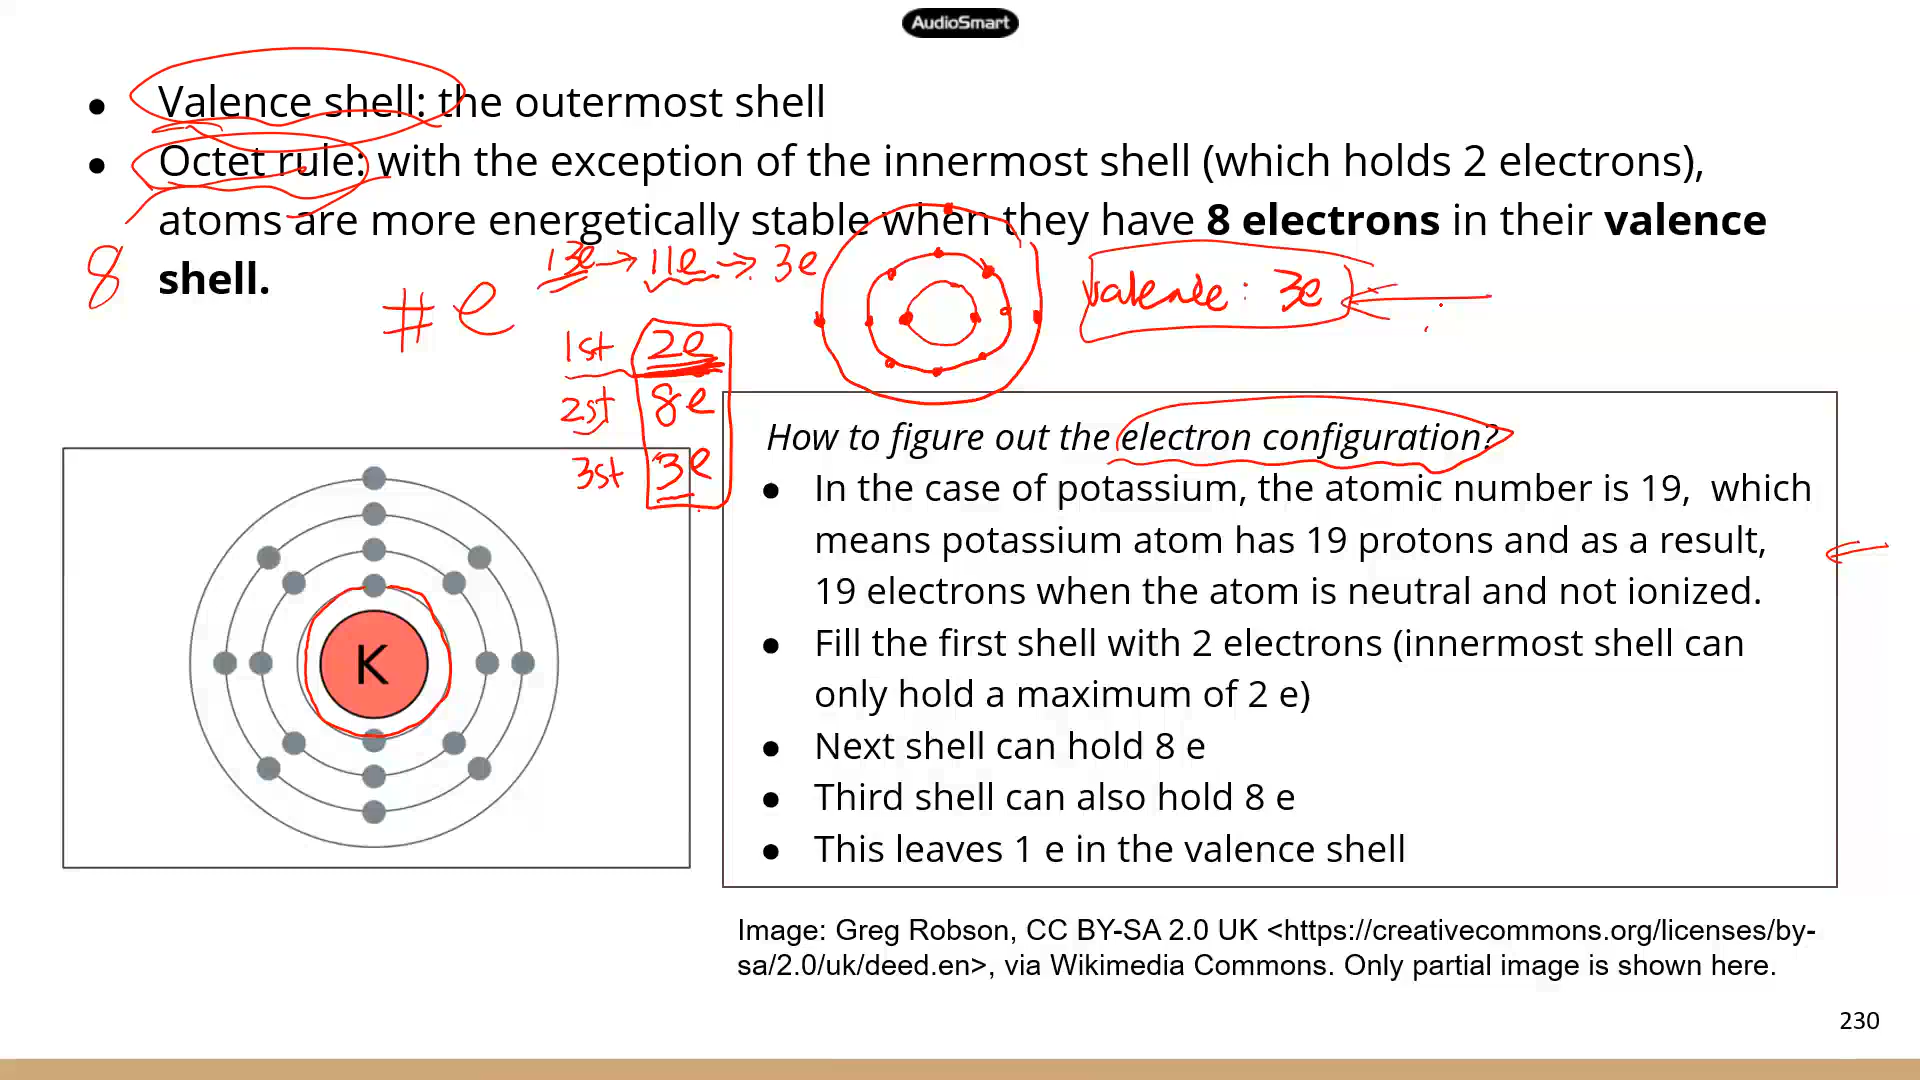 AudioSmart
● Valence shell: the outermost shell
● Octet rule: with the exception of the innermost shell (which holds 2 electrons),
atoms are more energetically stable when they have 8 electrons in their valence
shell.
8
# e
13e → 11e → 3e
1st 2e
2st 8e
3st 3e
valence: 3e
How to figure out the electron configuration?
● In the case of potassium, the atomic number is 19, which
means potassium atom has 19 protons and as a result,
19 electrons when the atom is neutral and not ionized.
● Fill the first shell with 2 electrons (innermost shell can
only hold a maximum of 2 e)
● Next shell can hold 8 e
● Third shell can also hold 8 e
● This leaves 1 e in the valence shell
K
Image: Greg Robson, CC BY-SA 2.0 UK <https://creativecommons.org/licenses/by-
sa/2.0/uk/deed.en>, via Wikimedia Commons. Only partial image is shown here.
230